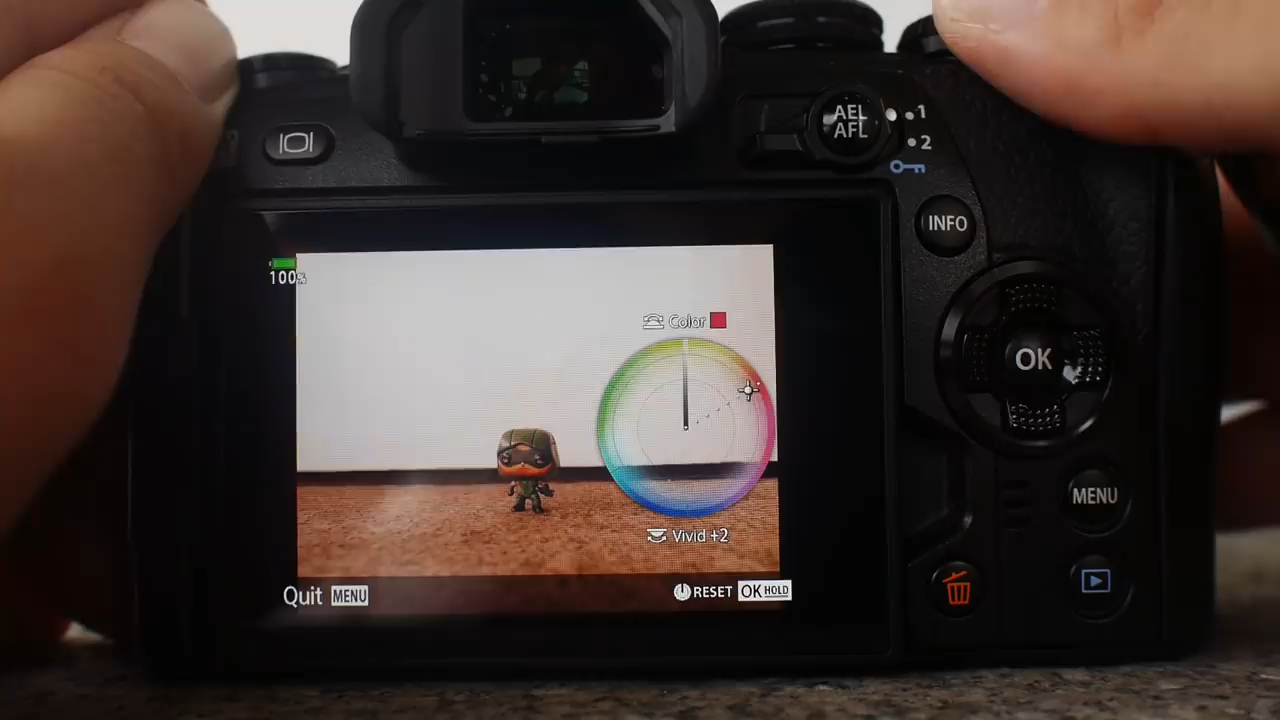 AEL
AFL
1
2
INFO
100%
Color
OK
Vivid +2
MENU
Quit MENU
RESET OK HOLD